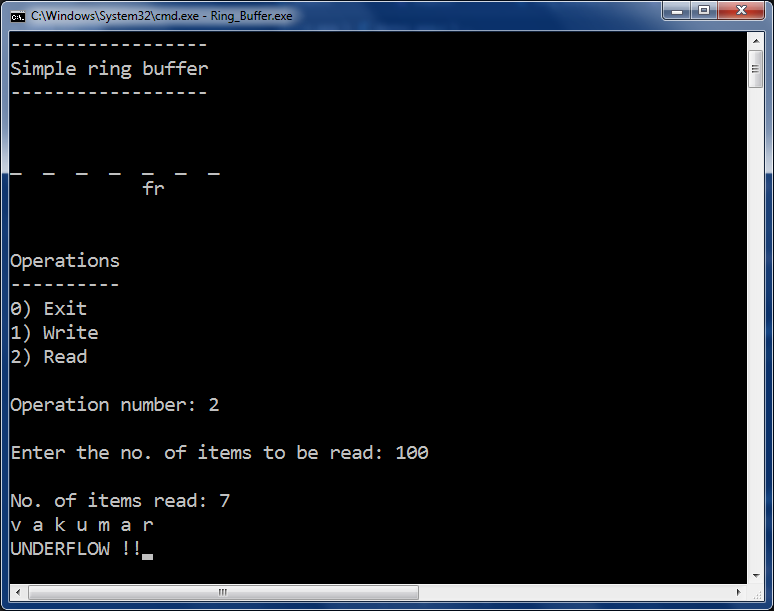 C:\Windows\System32\cmd.exe - Ring_Buffer.exe
------------------
Simple ring buffer
------------------
_  _  _  _  _  _  _
            fr
Operations
----------
0) Exit
1) Write
2) Read
Operation number: 2
Enter the no. of items to be read: 100
No. of items read: 7
v a k u m a r
UNDERFLOW !!_